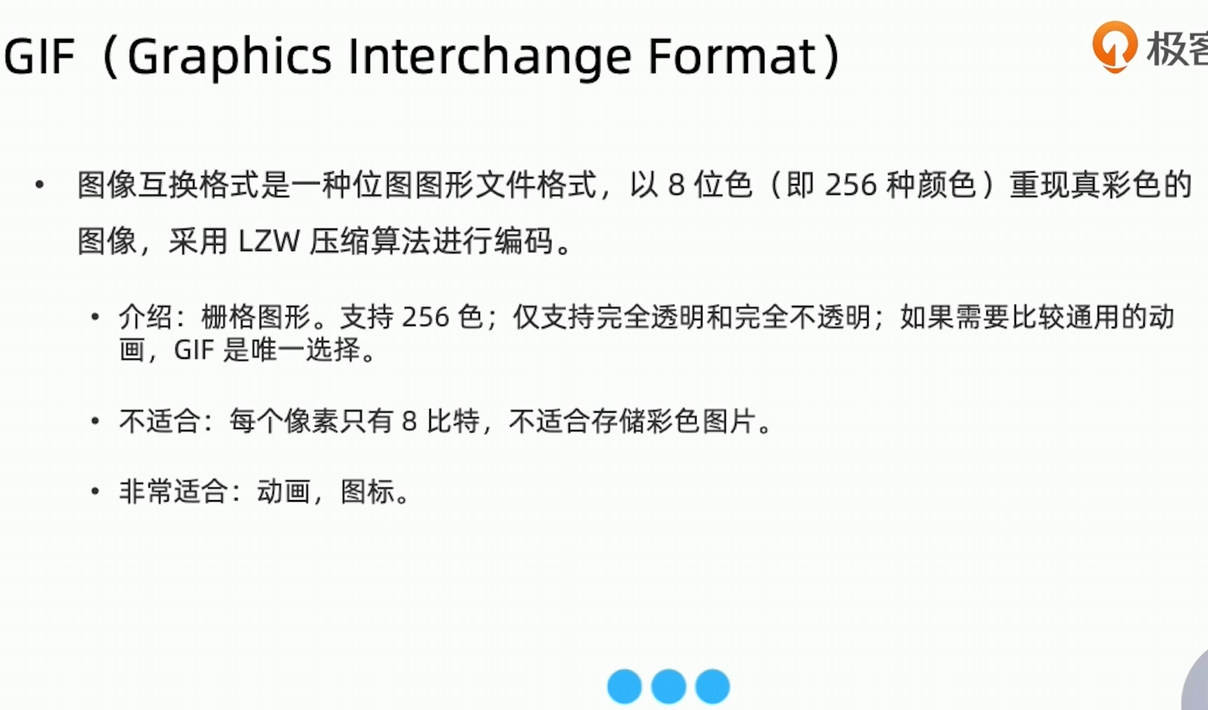 GIF（Graphics Interchange Format）
极客
• 图像互换格式是一种位图图形文件格式，以 8 位色（即 256 种颜色）重现真彩色的
图像，采用 LZW 压缩算法进行编码。
• 介绍：栅格图形。支持 256 色；仅支持完全透明和完全不透明；如果需要比较通用的动
画，GIF 是唯一选择。
• 不适合：每个像素只有 8 比特，不适合存储彩色图片。
• 非常适合：动画，图标。